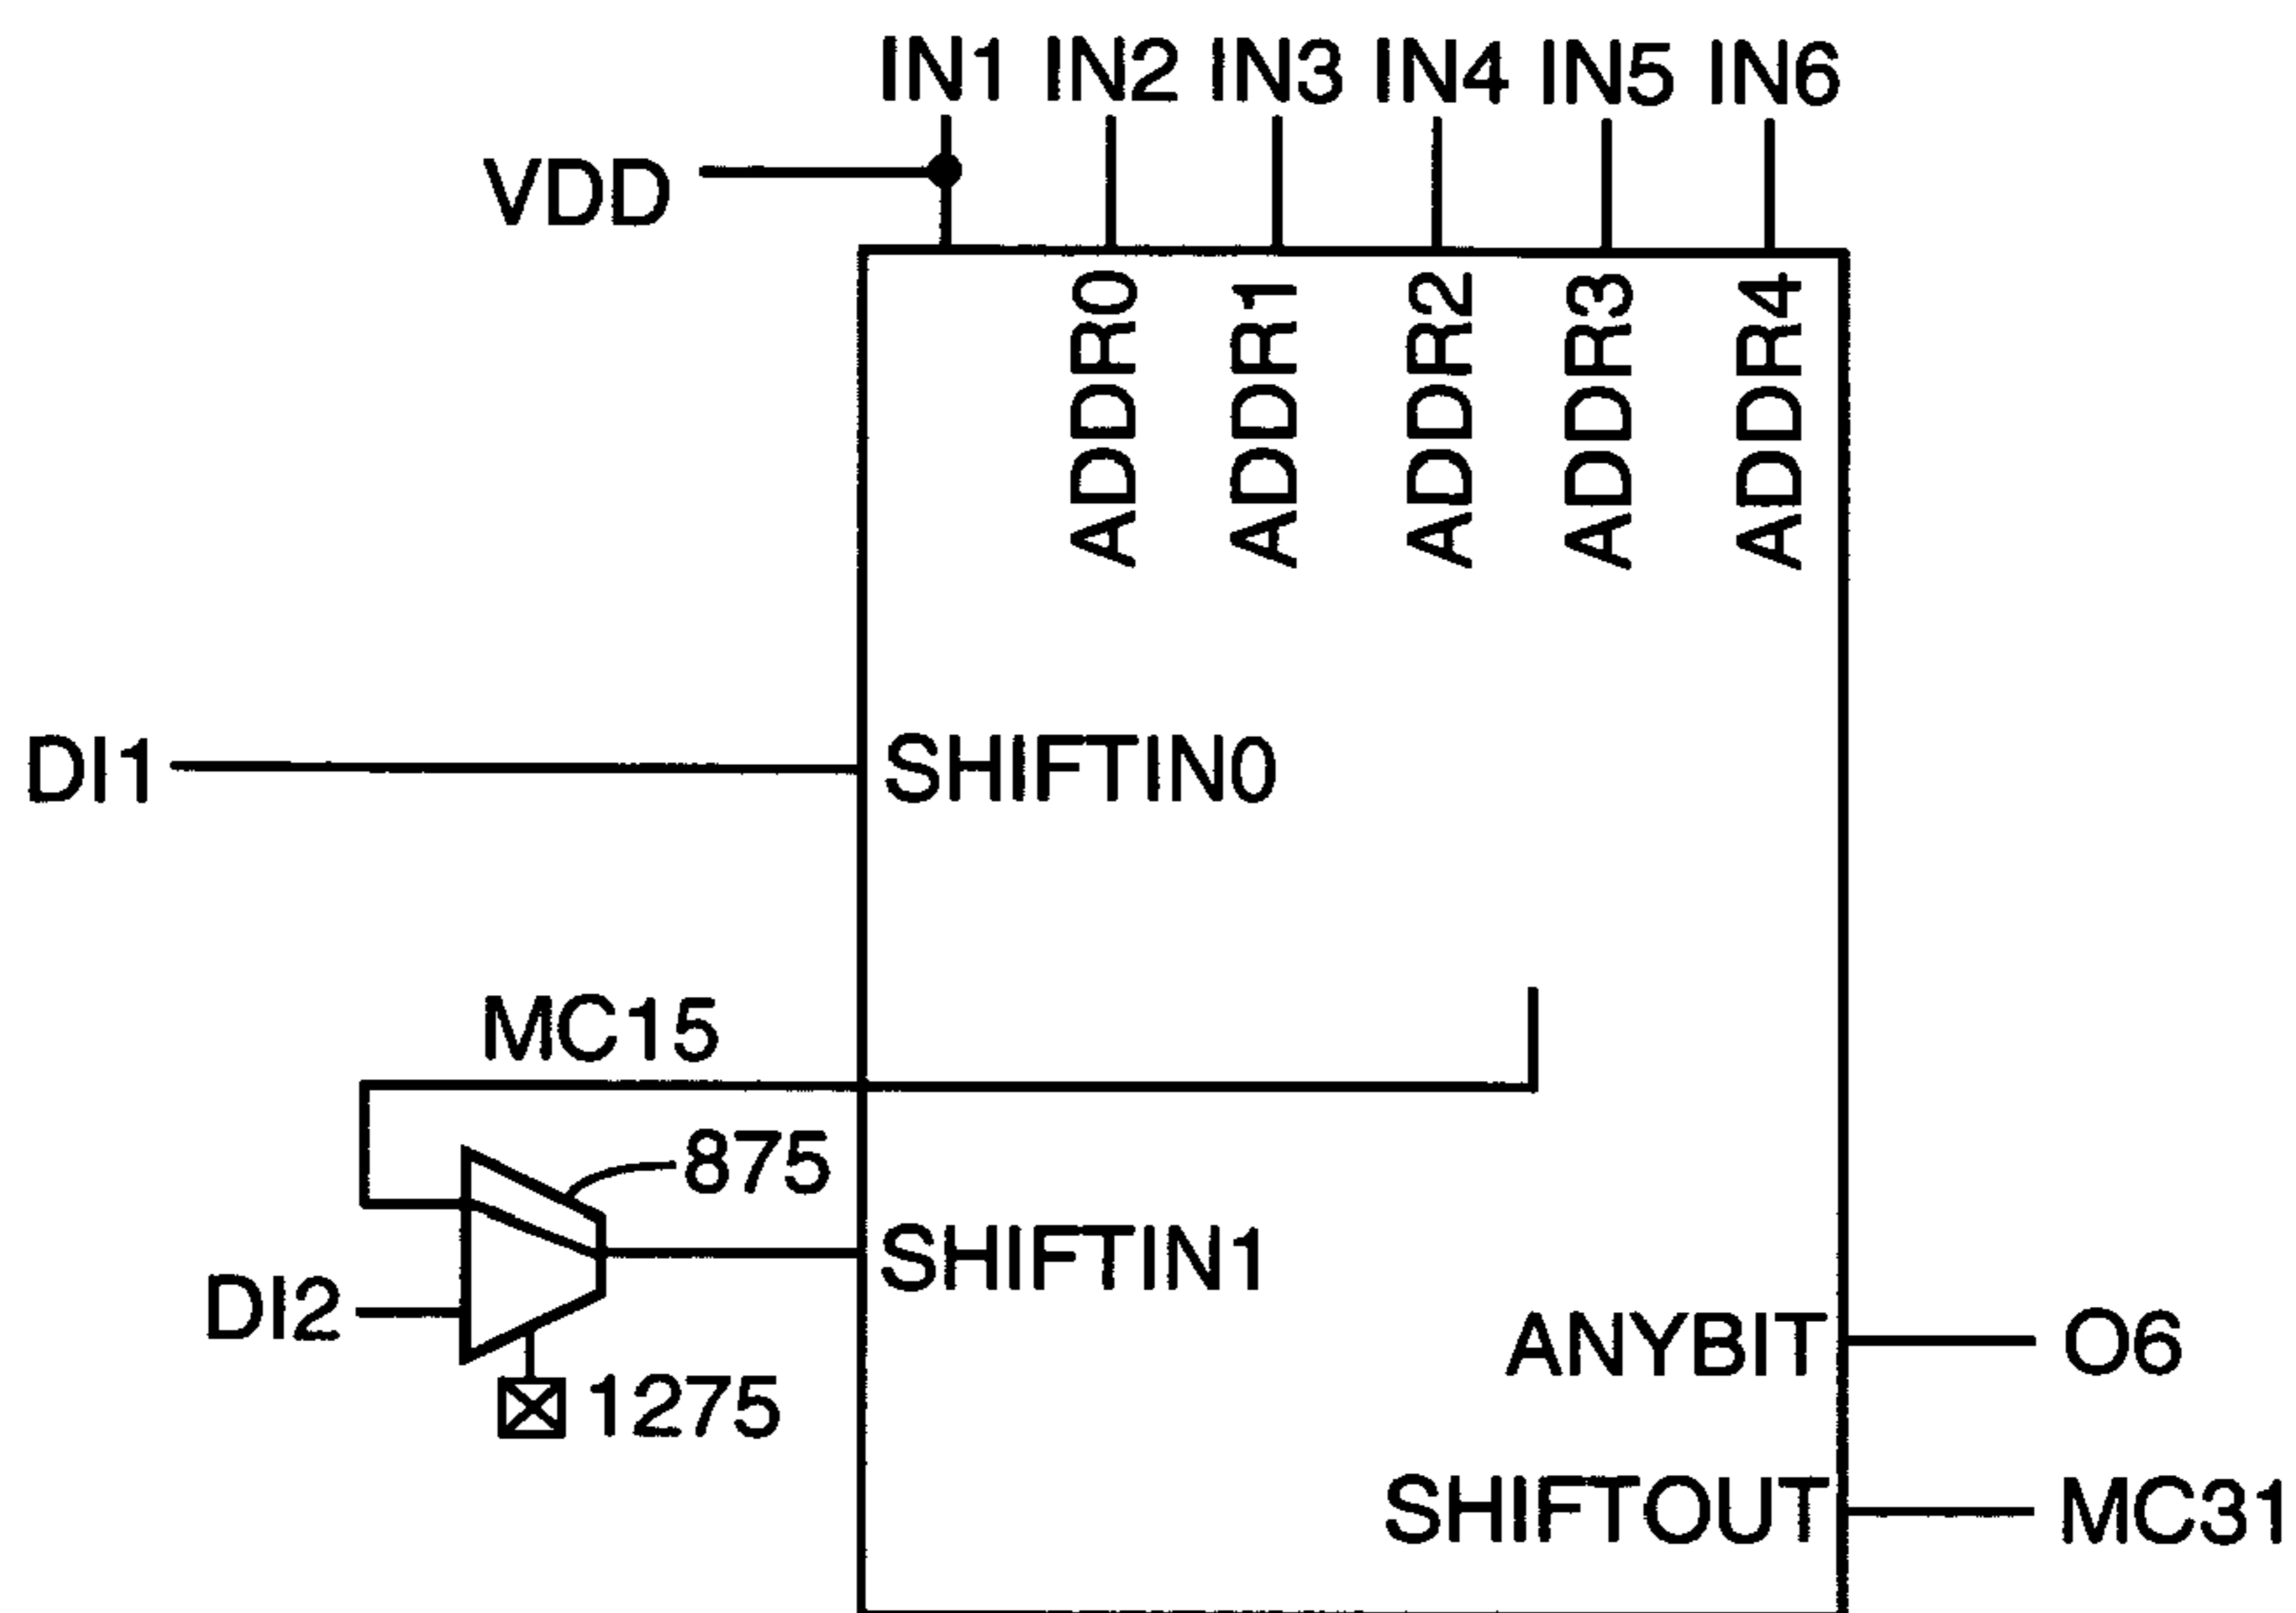 IN1 IN2 IN3 IN4 IN5 IN6
VDD
ADDR0
ADDR1
ADDR2
ADDR3
ADDR4
DI1
SHIFTIN0
MC15
875
SHIFTIN1
DI2
1275
ANYBIT
O6
SHIFTOUT
MC31